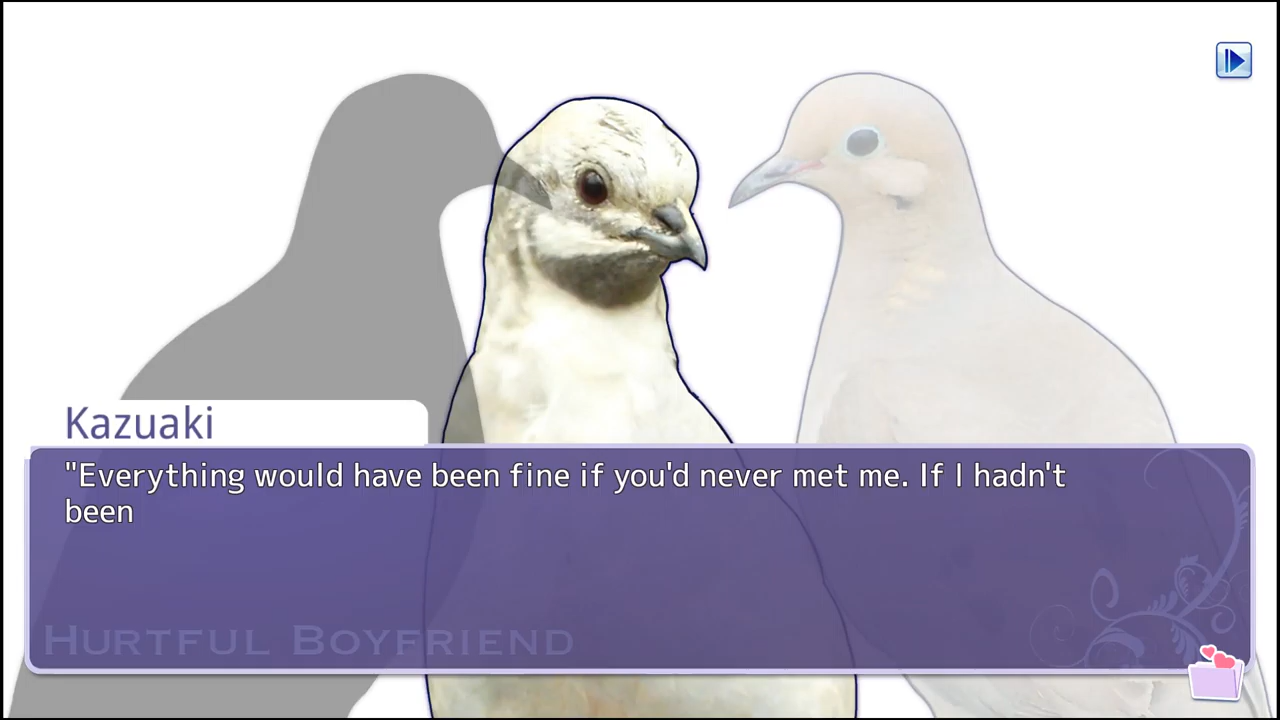 Kazuaki
"Everything would have been fine if you'd never met me. If I hadn't
been
HURTFUL BOYFRIEND